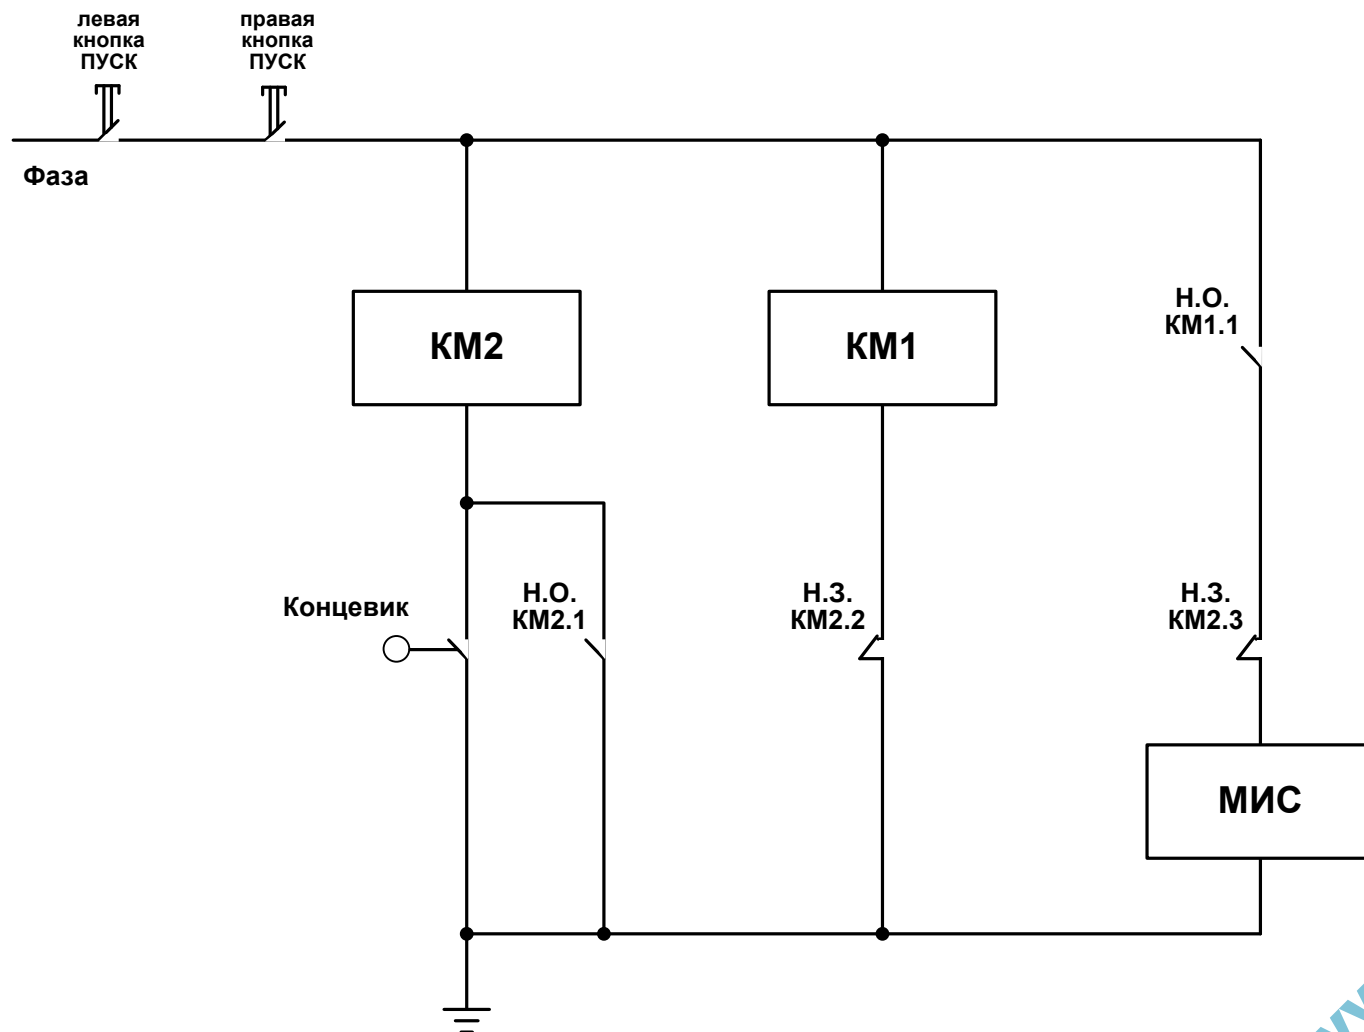 левая
кнопка
ПУСК
правая
кнопка
ПУСК
Фаза
КМ2
КМ1
Н.О.
КМ1.1
Концевик
Н.О.
КМ2.1
Н.З.
КМ2.2
Н.З.
КМ2.3
МИС